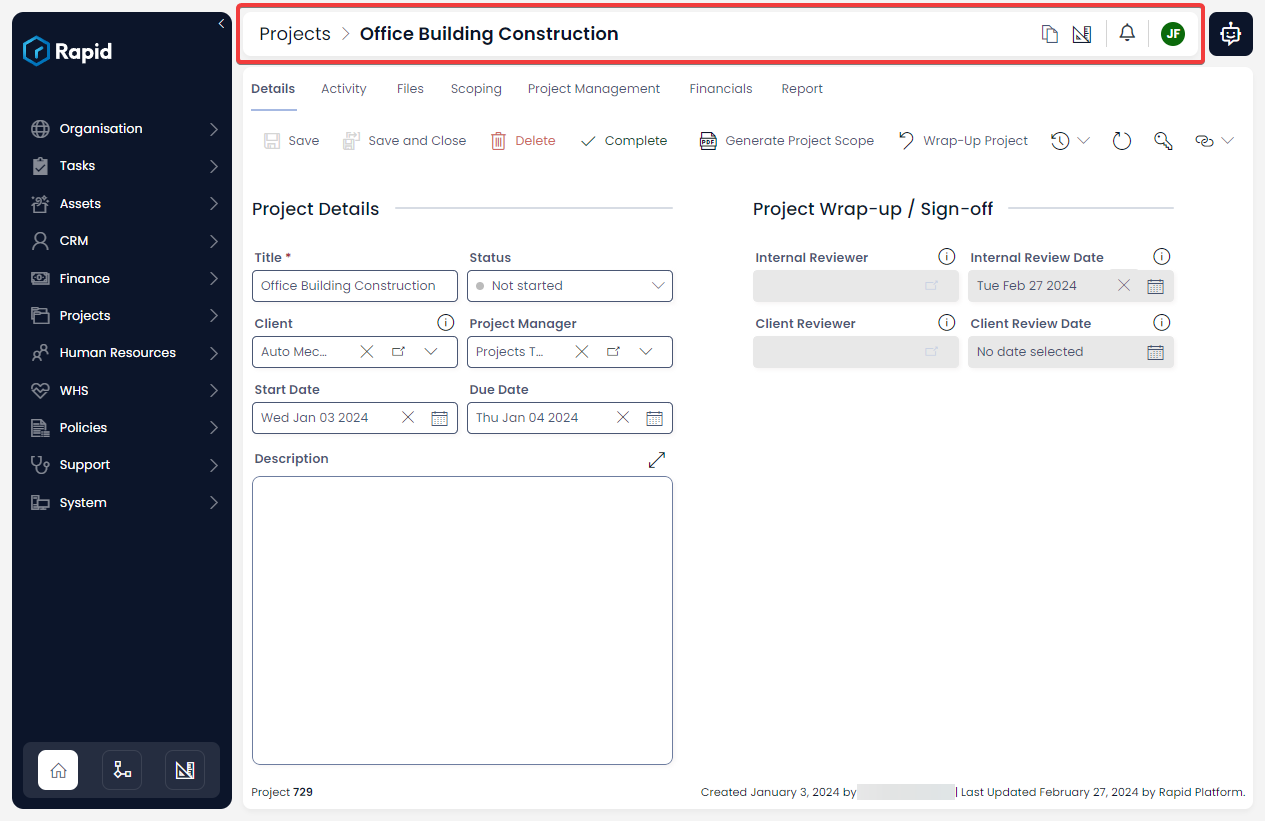 Rapid
Organisation
Tasks
Assets
CRM
Finance
Projects
Human Resources
WHS
Policies
Support
System
Projects > Office Building Construction
JF
Details Activity Files Scoping Project Management Financials Report
Save Save and Close Delete Complete PDF Generate Project Scope Wrap-Up Project
Project Details
Title * Status
Office Building Construction Not started
Client Project Manager
Auto Mec... Projects T...
Start Date Due Date
Wed Jan 03 2024 Thu Jan 04 2024
Description
Project Wrap-up / Sign-off
Internal Reviewer Internal Review Date
Tue Feb 27 2024
Client Reviewer Client Review Date
No date selected
Project 729
Created January 3, 2024 by | Last Updated February 27, 2024 by Rapid Platform.